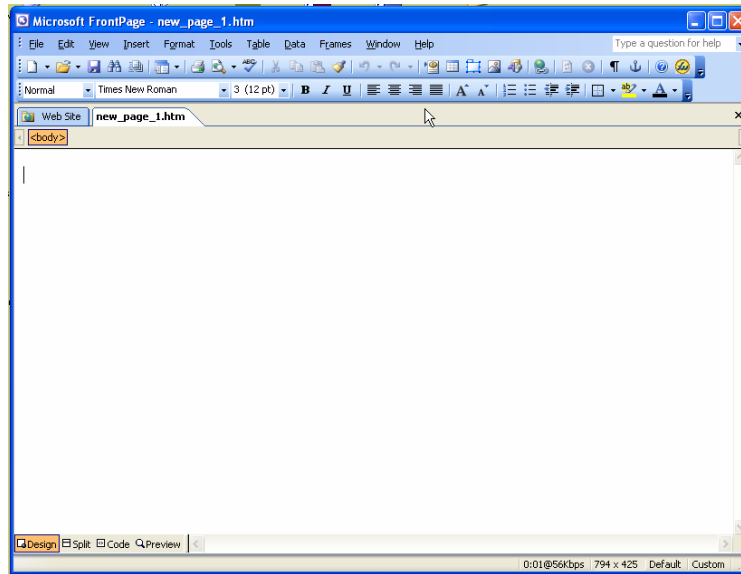 Microsoft FrontPage - new_page_1.htm
File Edit View Insert Format Tools Table Data Frames Window Help Type a question for help
Normal Times New Roman 3 (12 pt) B I U A A ab A
Web Site new_page_1.htm
<body>
Design Split Code Preview
0:01@56Kbps 794 x 425 Default Custom